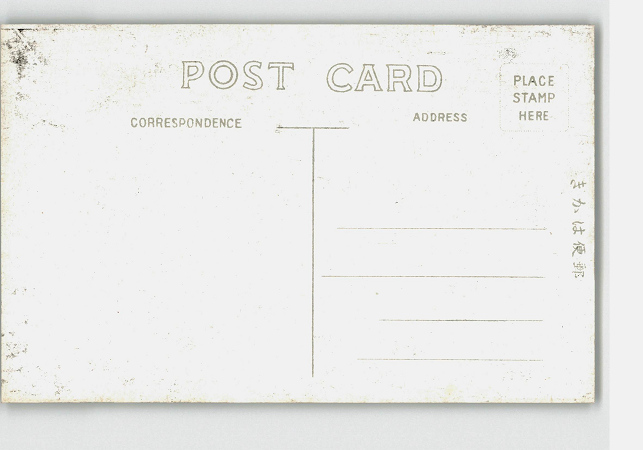 POST CARD
PLACE
STAMP
HERE
CORRESPONDENCE
ADDRESS
きかは便郵